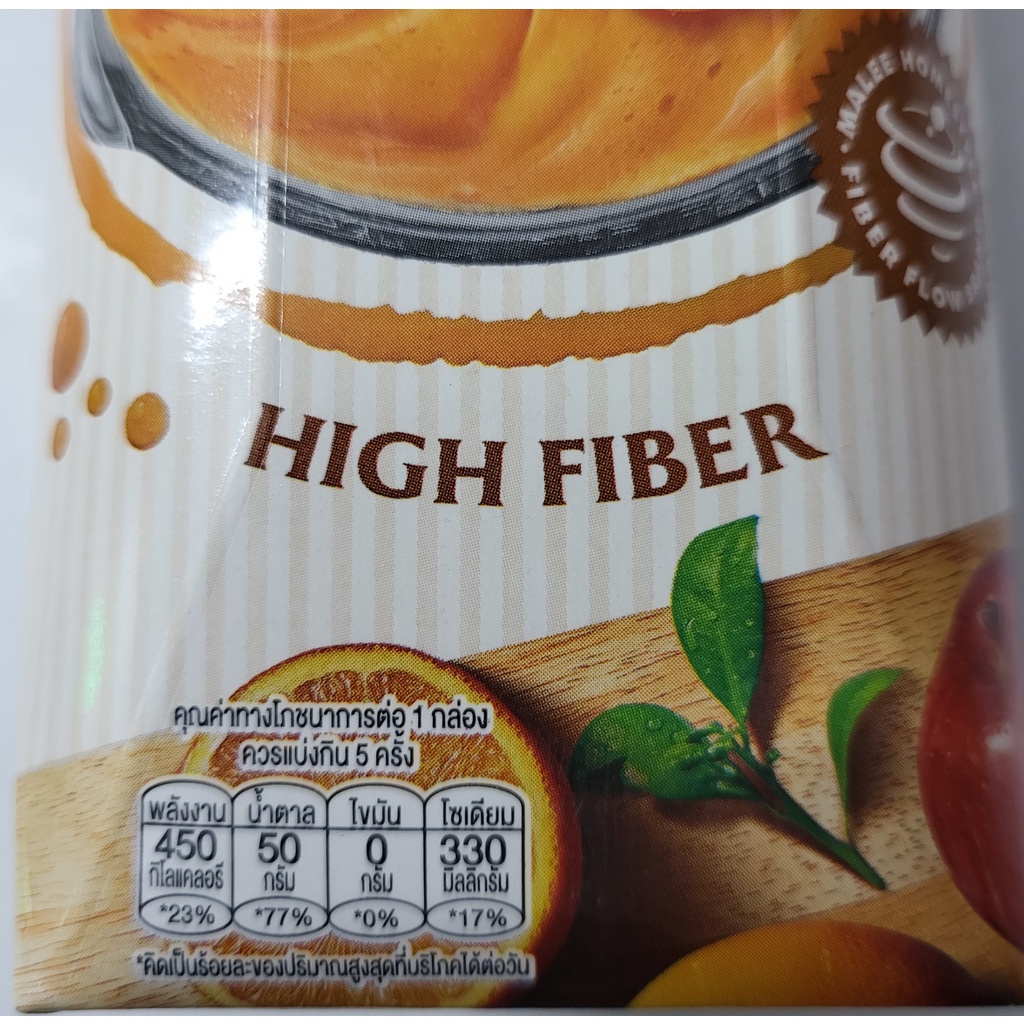 MALEE HOM
FIBER FLOW
HIGH FIBER
คุณค่าทางโภชนาการต่อ 1 กล่อง
ควรแบ่งกิน 5 ครั้ง
พลังงาน น้ำตาล ไขมัน โซเดียม
450 50 0 330
กิโลแคลอรี กรัม กรัม มิลลิกรัม
*23% *77% *0% *17%
*คิดเป็นร้อยละของปริมาณสูงสุดที่บริโภคได้ต่อวัน